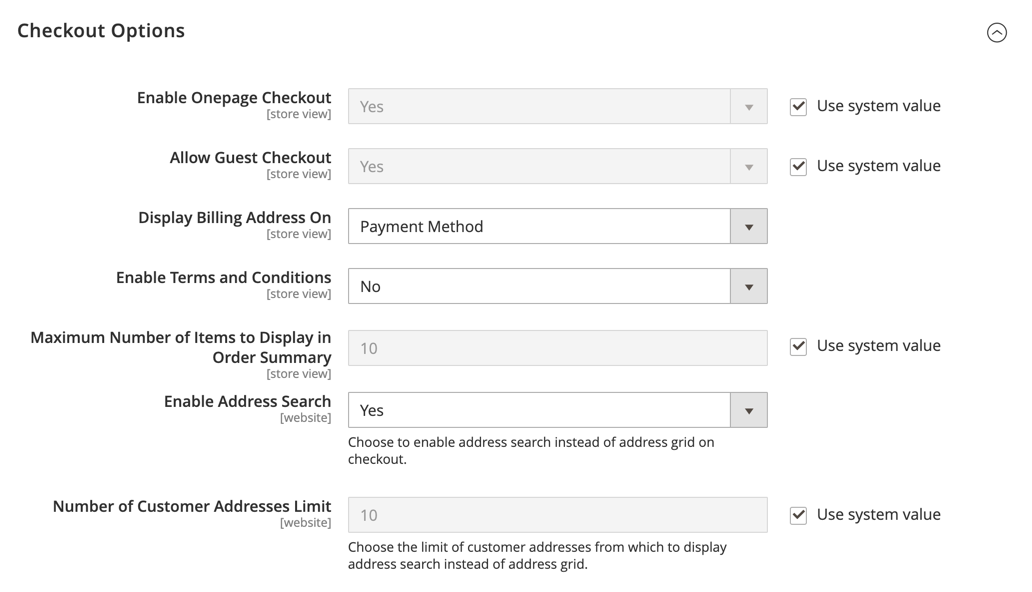 Checkout Options
Enable Onepage Checkout
[store view]
Yes
Use system value
Allow Guest Checkout
[store view]
Yes
Use system value
Display Billing Address On
[store view]
Payment Method
Enable Terms and Conditions
[store view]
No
Maximum Number of Items to Display in
Order Summary
[store view]
10
Use system value
Enable Address Search
[website]
Yes
Choose to enable address search instead of address grid on
checkout.
Number of Customer Addresses Limit
[website]
10
Use system value
Choose the limit of customer addresses from which to display
address search instead of address grid.